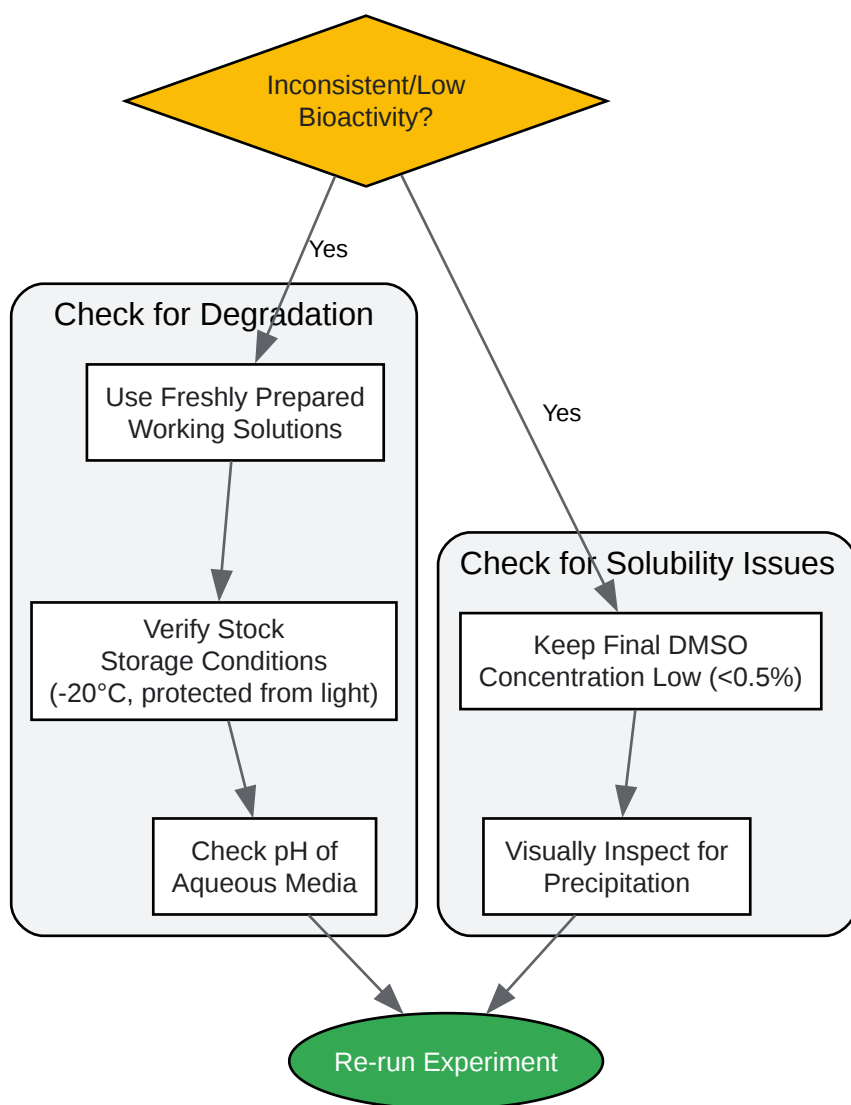 Inconsistent/Low
Bioactivity?
Yes
Check for Degradation
Use Freshly Prepared
Working Solutions
Verify Stock
Storage Conditions
(-20°C, protected from light)
Check pH of
Aqueous Media
Yes
Check for Solubility Issues
Keep Final DMSO
Concentration Low (<0.5%)
Visually Inspect for
Precipitation
Re-run Experiment